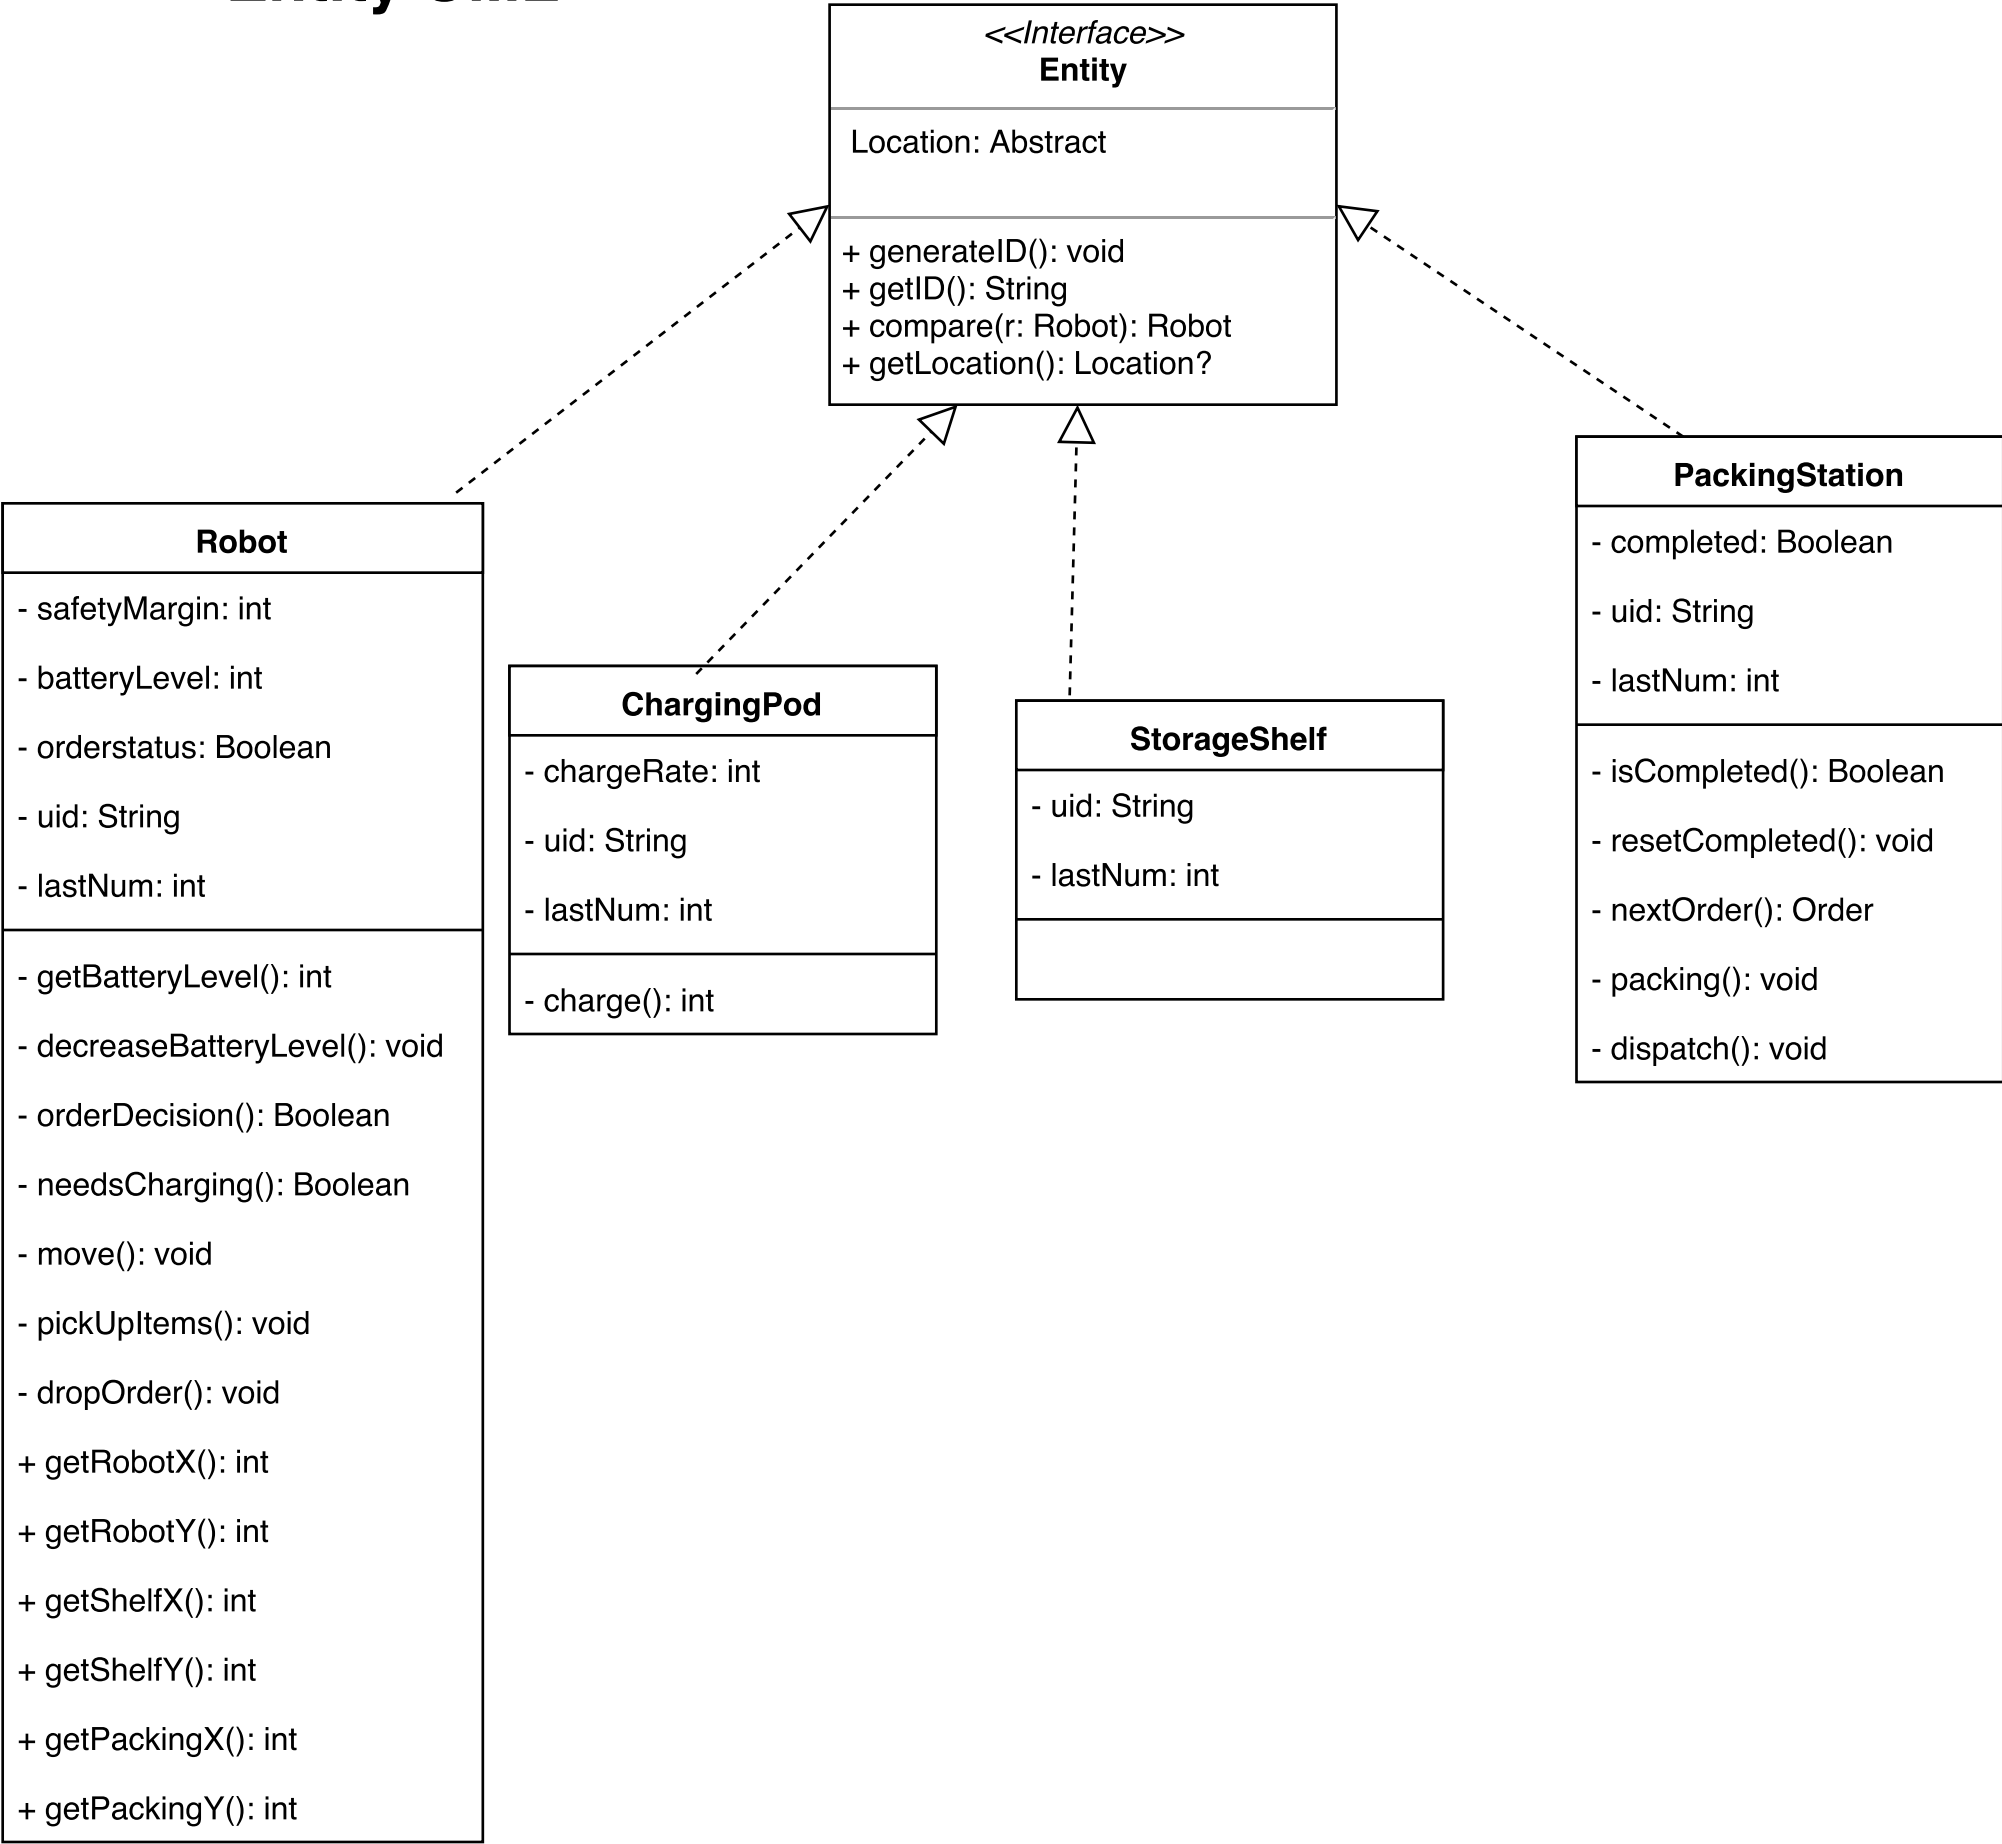 <<Interface>>
Entity
Location: Abstract
+ generateID(): void
+ getID(): String
+ compare(r: Robot): Robot
+ getLocation(): Location?
Robot
- safetyMargin: int
- batteryLevel: int
- orderstatus: Boolean
- uid: String
- lastNum: int
- getBatteryLevel(): int
- decreaseBatteryLevel(): void
- orderDecision(): Boolean
- needsCharging(): Boolean
- move(): void
- pickUpItems(): void
- dropOrder(): void
+ getRobotX(): int
+ getRobotY(): int
+ getShelfX(): int
+ getShelfY(): int
+ getPackingX(): int
+ getPackingY(): int
ChargingPod
- chargeRate: int
- uid: String
- lastNum: int
- charge(): int
StorageShelf
- uid: String
- lastNum: int
PackingStation
- completed: Boolean
- uid: String
- lastNum: int
- isCompleted(): Boolean
- resetCompleted(): void
- nextOrder(): Order
- packing(): void
- dispatch(): void